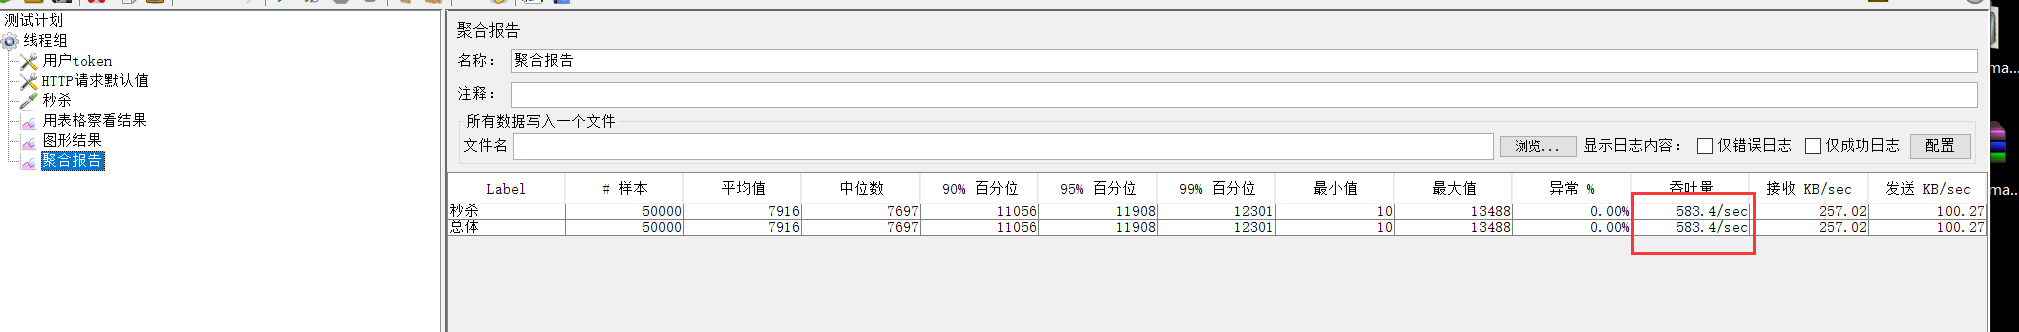 测试计划
线程组
用户token
HTTP请求默认值
秒杀
用表格察看结果
图形结果
聚合报告
聚合报告
名称： 聚合报告
注释：
所有数据写入一个文件
文件名 浏览... 显示日志内容： 仅错误日志 仅成功日志 配置
Label # 样本 平均值 中位数 90% 百分位 95% 百分位 99% 百分位 最小值 最大值 异常 % 吞吐量 接收 KB/sec 发送 KB/sec
秒杀 50000 7916 7697 11056 11908 12301 10 13488 0.00% 583.4/sec 257.02 100.27
总体 50000 7916 7697 11056 11908 12301 10 13488 0.00% 583.4/sec 257.02 100.27
ma...
ma...